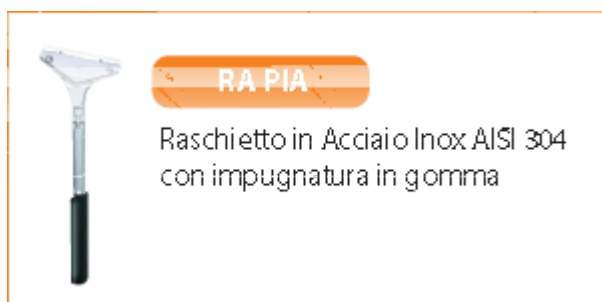 RA PIA
Raschietto in Acciaio Inox AISI 304
con impugnatura in gomma